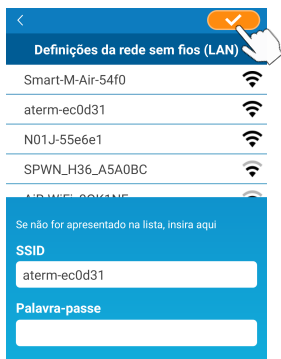 Definições da rede sem fios (LAN)
Smart-M-Air-54f0
aterm-ec0d31
N01J-55e6e1
SPWN_H36_A5A0BC
Se não for apresentado na lista, insira aqui
SSID
aterm-ec0d31
Palavra-passe